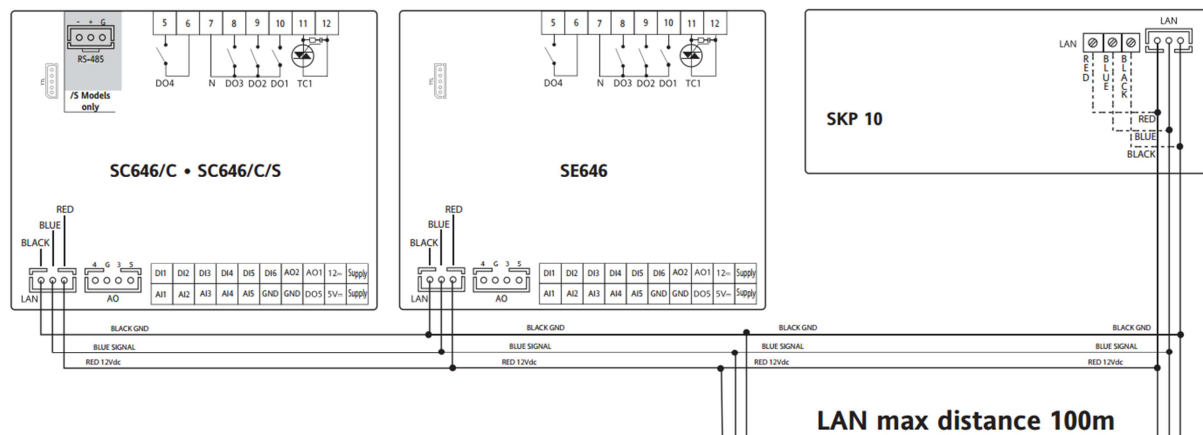 - + G
RS-485
/S Models
only
TTL
5 6 7 8 9 10 11 12
DO4 N DO3 DO2 DO1 TC1
SC646/C • SC646/C/S
RED
BLUE
BLACK
LAN
4 G 3 5
AO
DI1 DI2 DI3 DI4 DI5 DI6 AO2 AO1 12⎓ Supply
AI1 AI2 AI3 AI4 AI5 GND GND DO5 5V⎓ Supply
TTL
5 6 7 8 9 10 11 12
DO4 N DO3 DO2 DO1 TC1
SE646
RED
BLUE
BLACK
LAN
4 G 3 5
AO
DI1 DI2 DI3 DI4 DI5 DI6 AO2 AO1 12⎓ Supply
AI1 AI2 AI3 AI4 AI5 GND GND DO5 5V⎓ Supply
LAN
LAN
RED
BLUE
BLACK
SKP 10
RED
BLUE
BLACK
BLACK GND BLACK GND BLACK GND BLACK GND
BLUE SIGNAL BLUE SIGNAL BLUE SIGNAL BLUE SIGNAL
RED 12Vdc RED 12Vdc RED 12Vdc RED 12Vdc
LAN max distance 100m